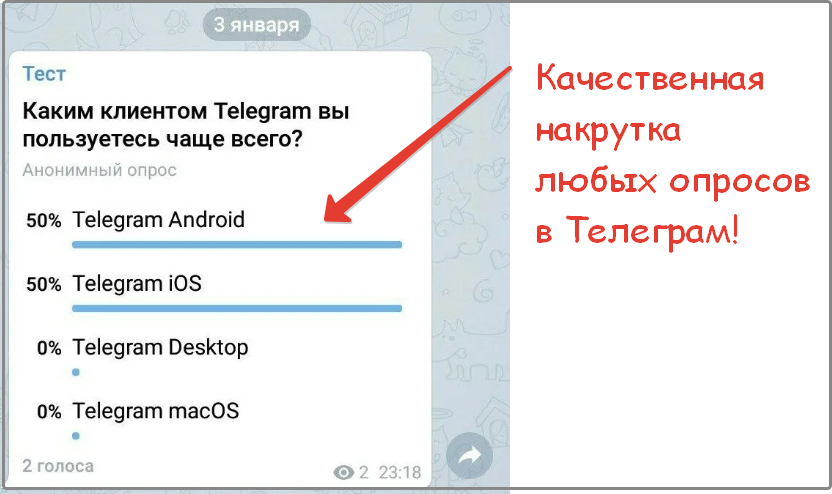 3 января
Тест
Каким клиентом Telegram вы
пользуетесь чаще всего?
Анонимный опрос
50% Telegram Android
50% Telegram iOS
0% Telegram Desktop
0% Telegram macOS
2 голоса
2 23:18
Качественная
накрутка
любых опросов
в Телеграм!